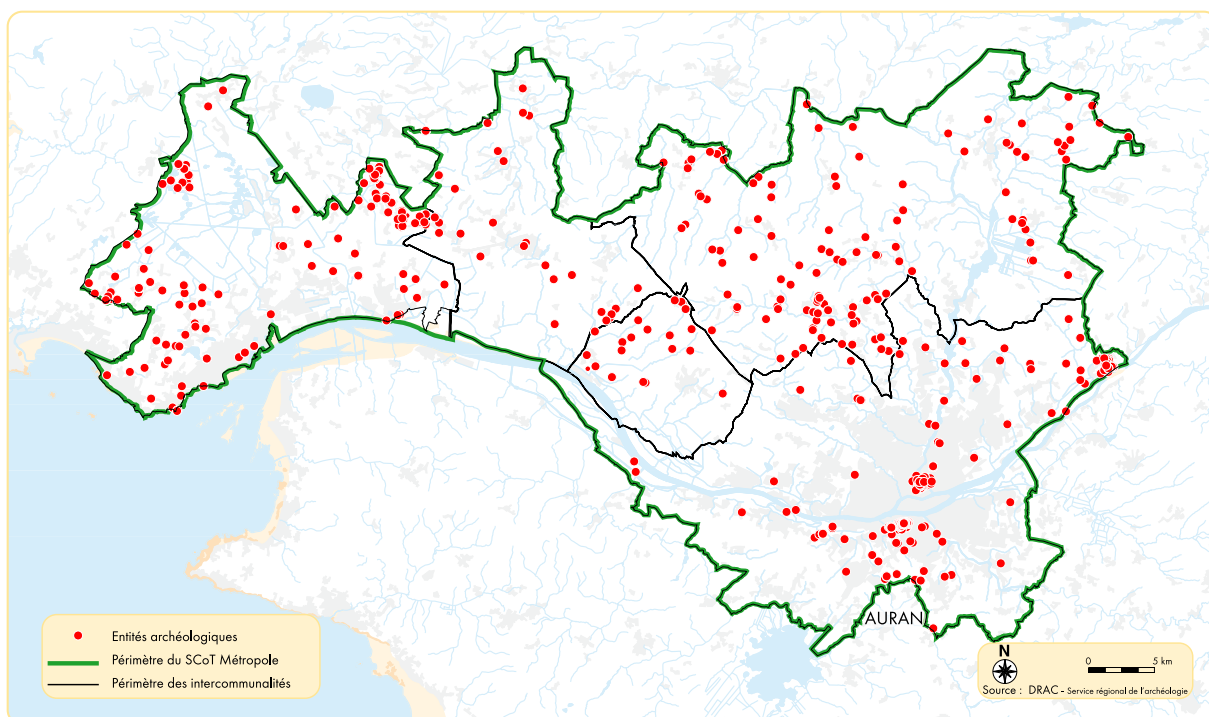 AURAN
Entités archéologiques
Périmètre du SCoT Métropole
Périmètre des intercommunalités
N
0 5 km
Source : DRAC - Service régional de l'archéologie